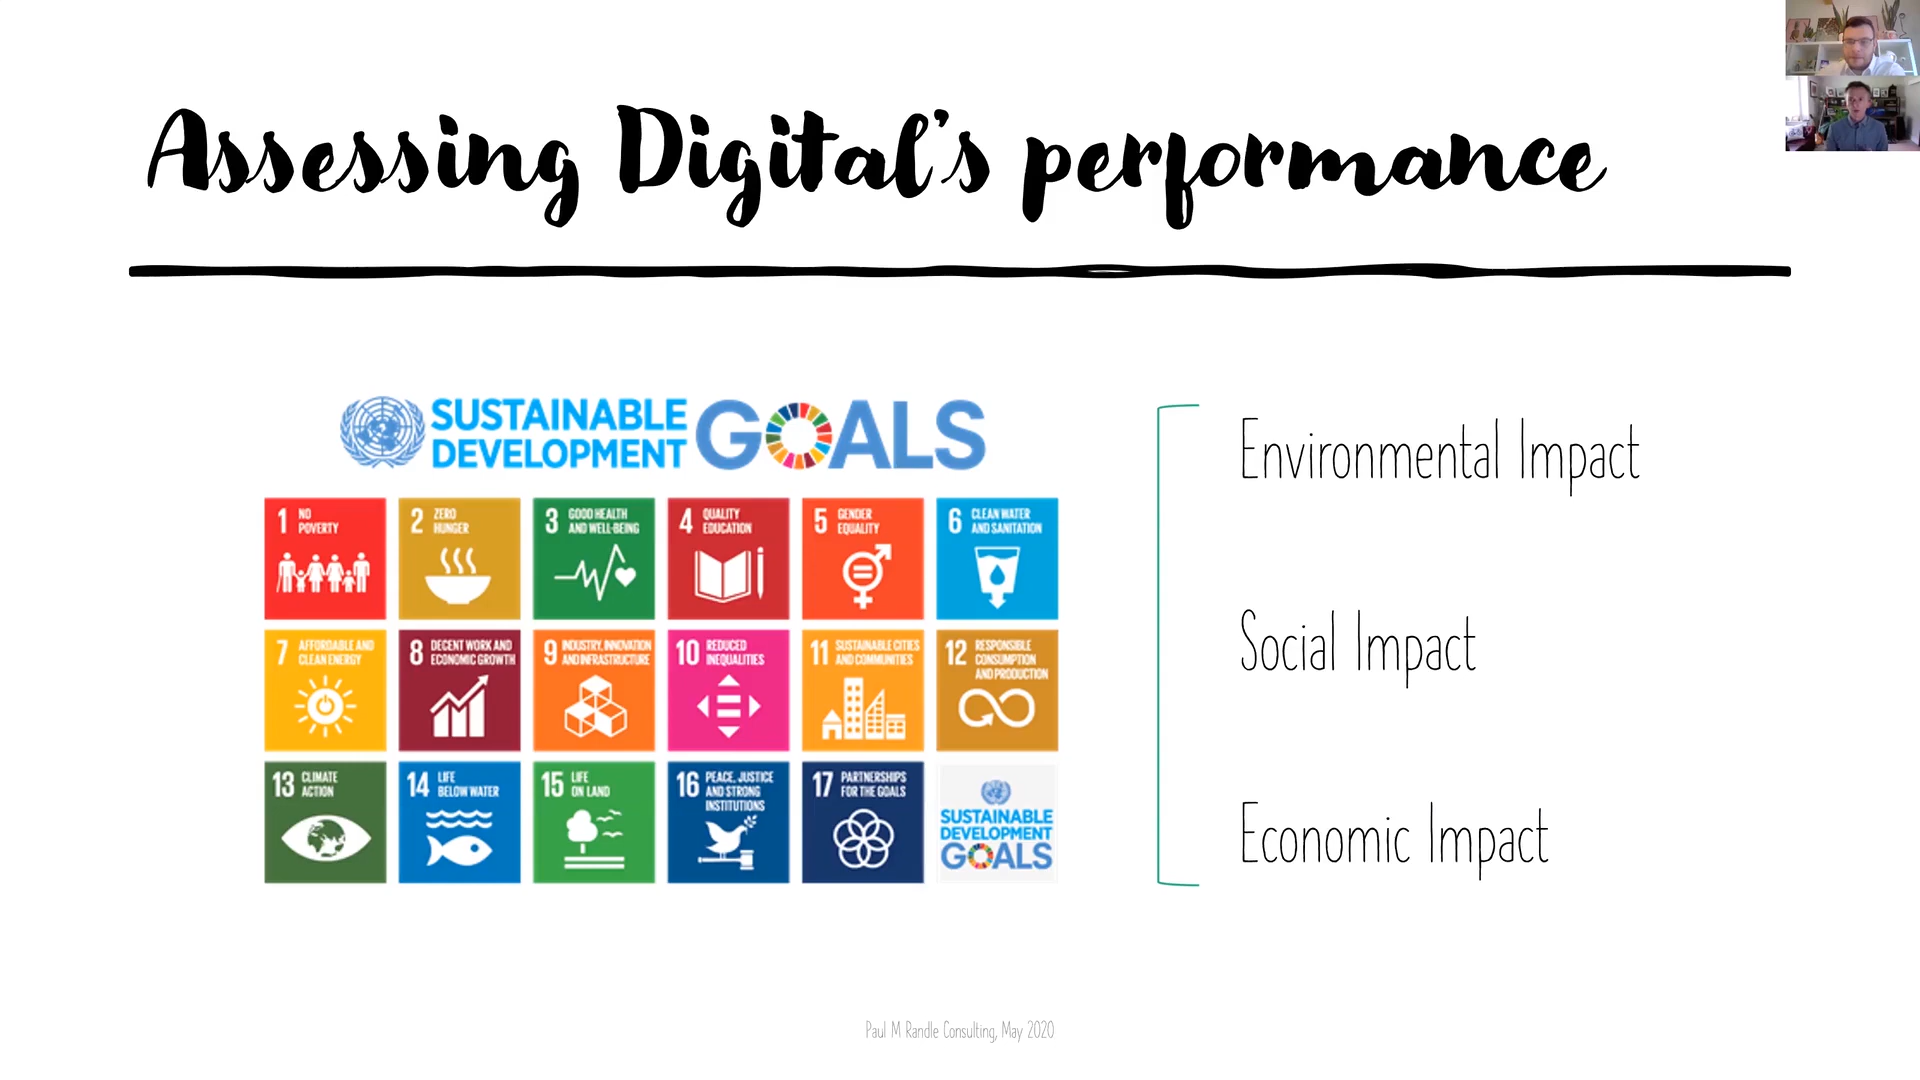 Assessing Digital's performance
SUSTAINABLE
DEVELOPMENT
GOALS
1 NO
POVERTY
2 ZERO
HUNGER
3 GOOD HEALTH
AND WELL-BEING
4 QUALITY
EDUCATION
5 GENDER
EQUALITY
6 CLEAN WATER
AND SANITATION
7 AFFORDABLE AND
CLEAN ENERGY
8 DECENT WORK AND
ECONOMIC GROWTH
9 INDUSTRY, INNOVATION
AND INFRASTRUCTURE
10 REDUCED
INEQUALITIES
11 SUSTAINABLE CITIES
AND COMMUNITIES
12 RESPONSIBLE
CONSUMPTION
AND PRODUCTION
13 CLIMATE
ACTION
14 LIFE
BELOW WATER
15 LIFE
ON LAND
16 PEACE, JUSTICE
AND STRONG
INSTITUTIONS
17 PARTNERSHIPS
FOR THE GOALS
SUSTAINABLE
DEVELOPMENT
GOALS
Environmental Impact
Social Impact
Economic Impact
Paul M Randle Consulting, May 2020